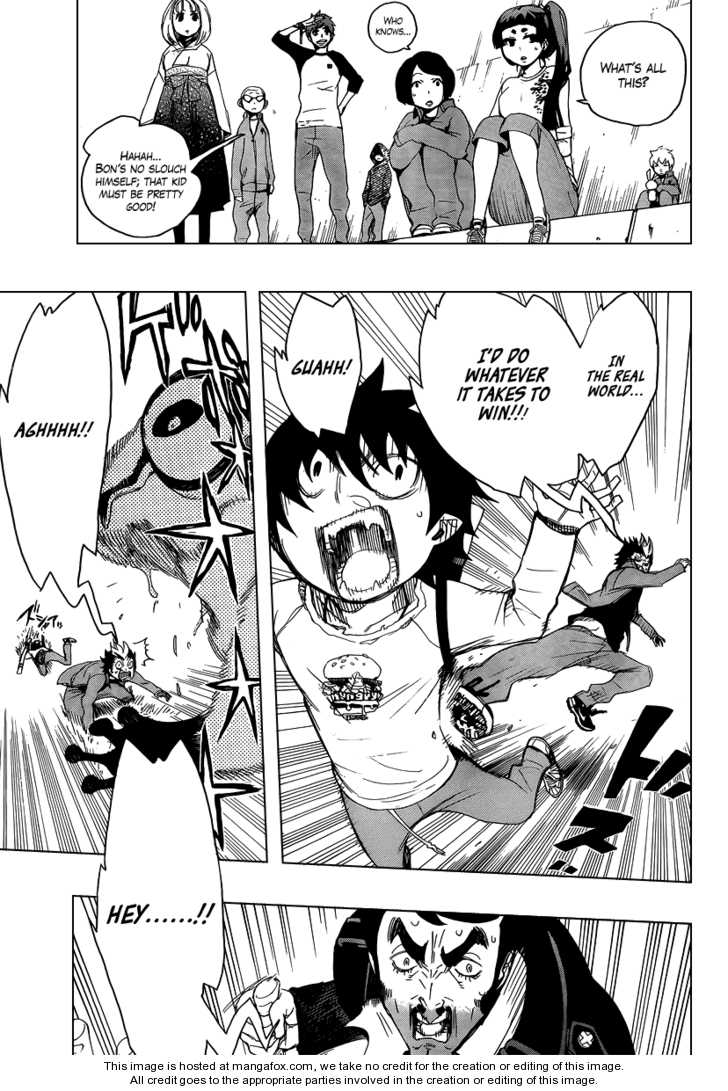 WHAT'S ALL
THIS?
WHO
KNOWS...
HAHAH...
BON'S NO SLOUCH
HIMSELF; THAT KID
MUST BE PRETTY
GOOD!
IN
THE REAL
WORLD...
I'D DO
WHATEVER
IT TAKES TO
WIN!!!
GUAHH!
ドス
AGHHHH!!
HEY......!!
This image is hosted at mangafox.com, we take no credit for the creation or editing of this image.
All credit goes to the appropriate parties involved in the creation or editing of this image.